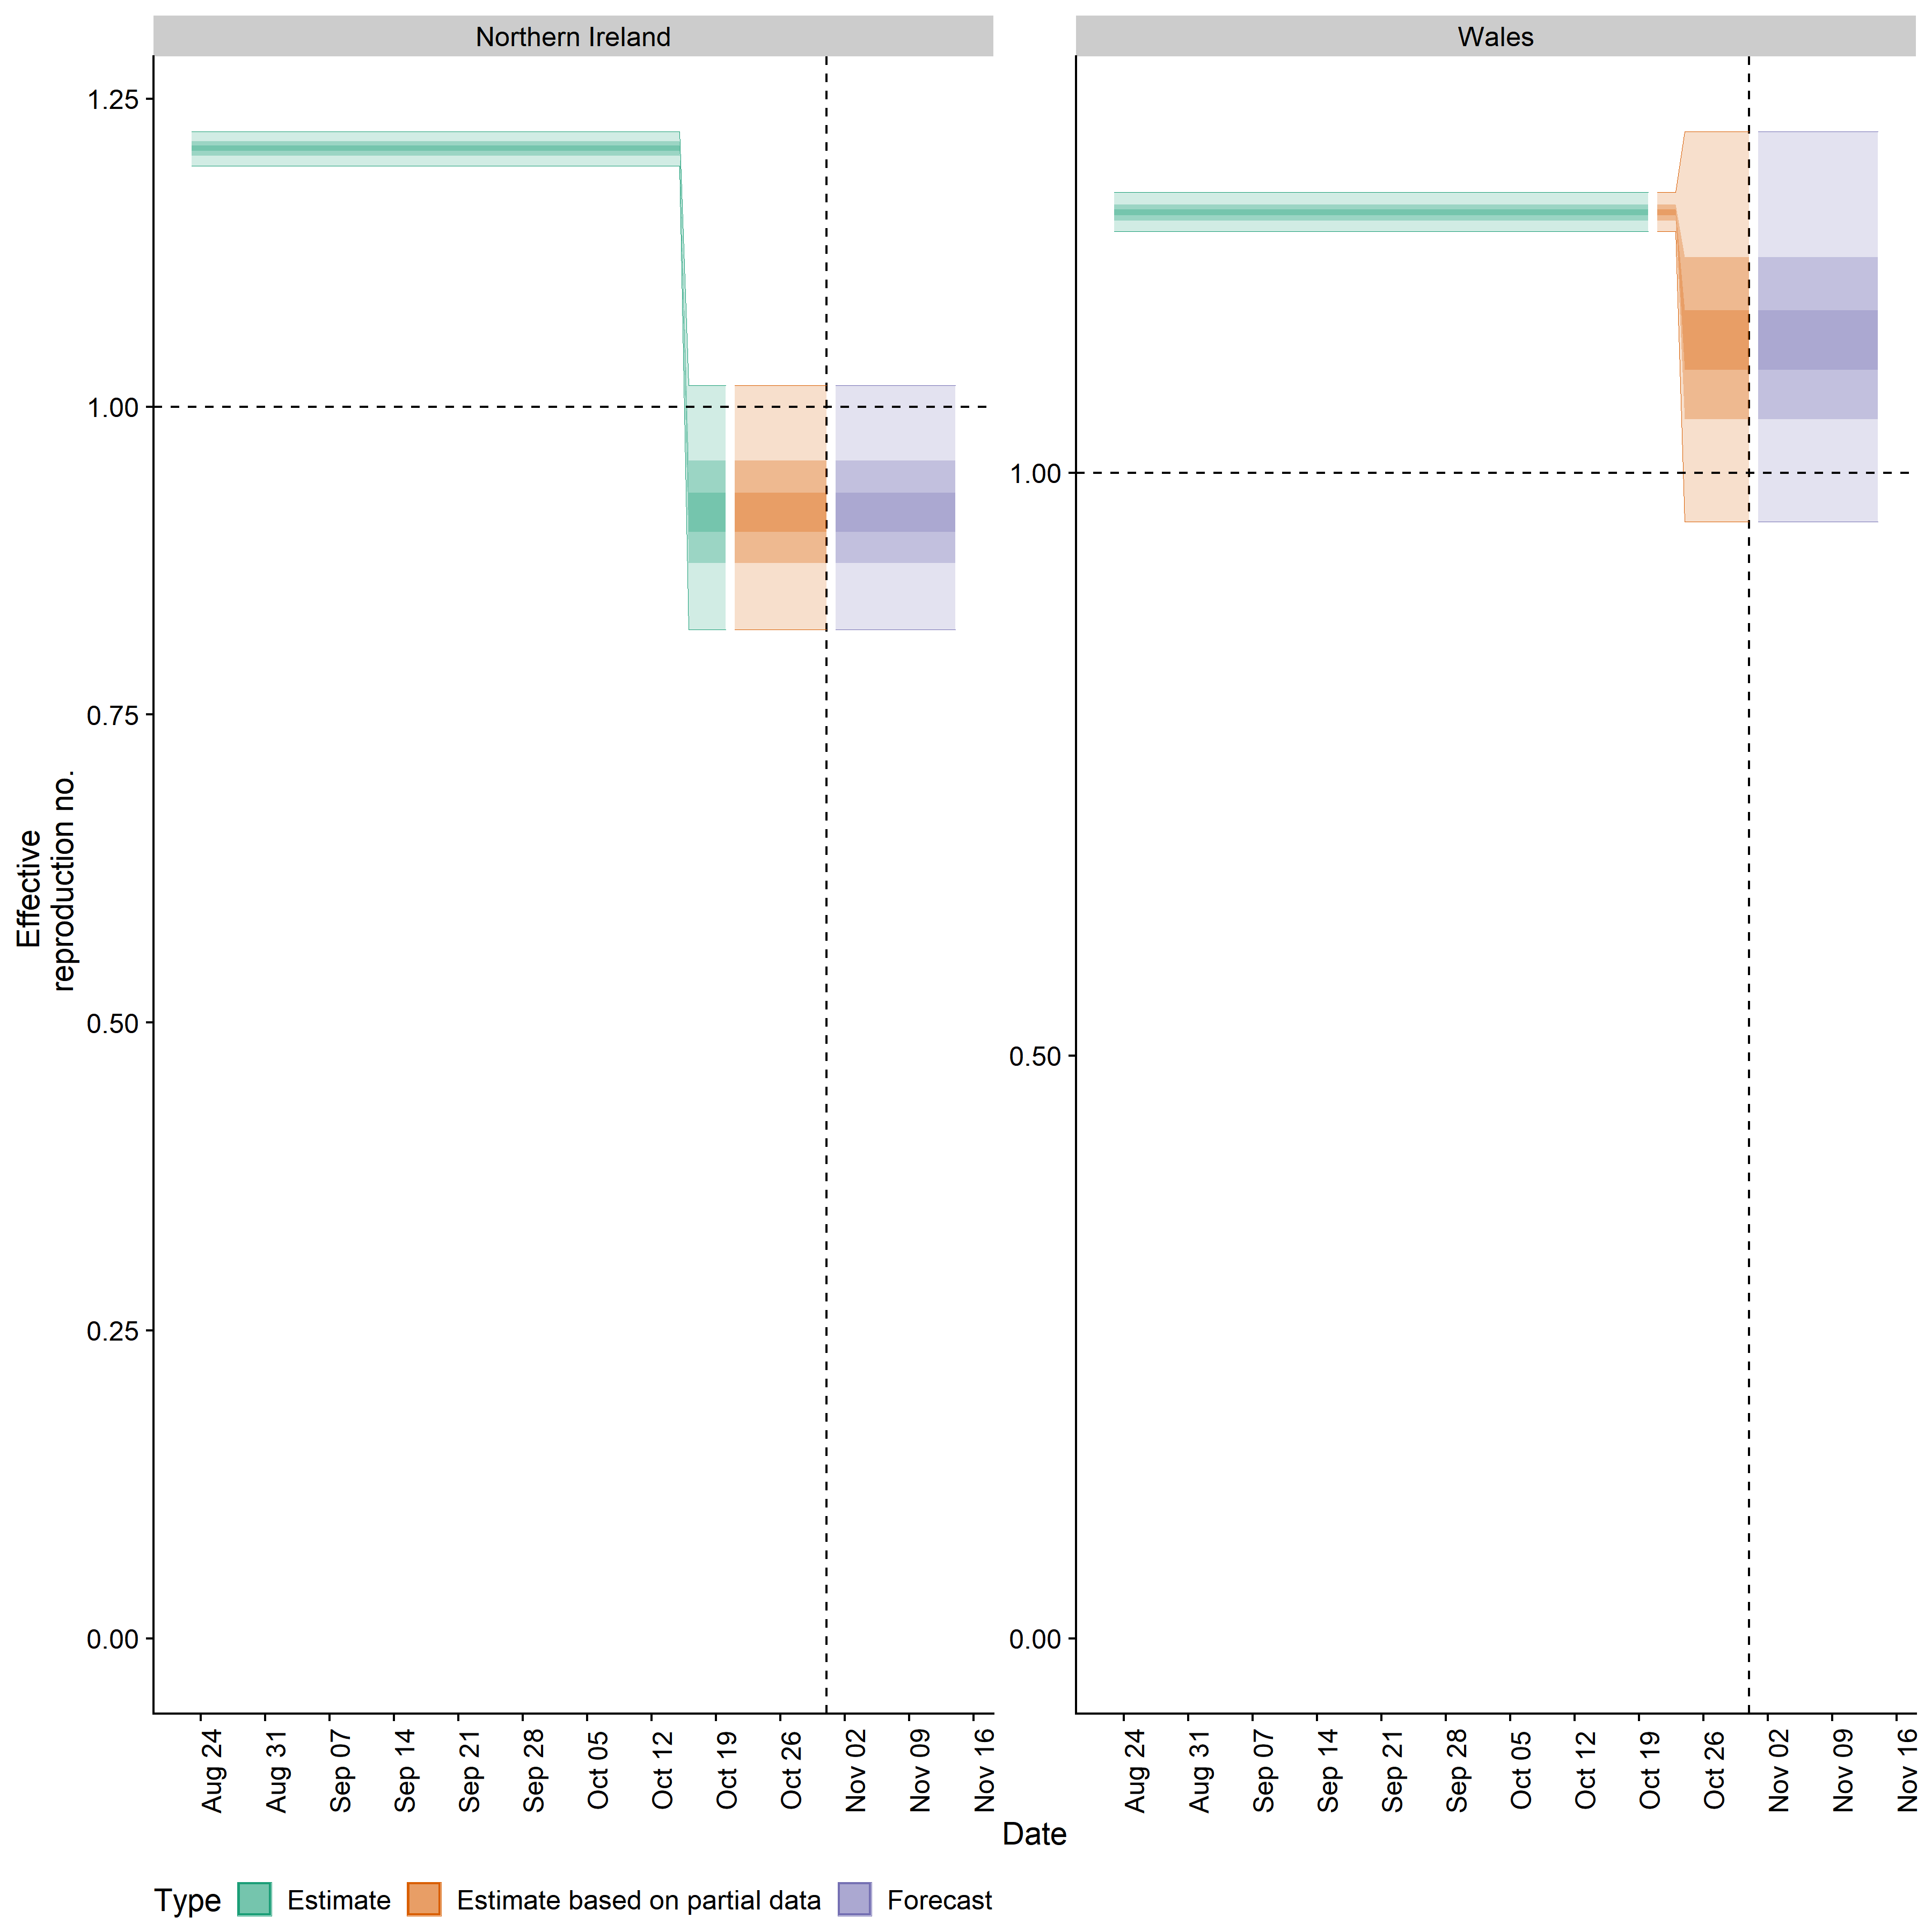 Northern Ireland
Wales
1.25
1.00
0.75
0.50
0.25
0.00
1.00
0.50
0.00
Effective
reproduction no.
Aug 24
Aug 31
Sep 07
Sep 14
Sep 21
Sep 28
Oct 05
Oct 12
Oct 19
Oct 26
Nov 02
Nov 09
Nov 16
Aug 24
Aug 31
Sep 07
Sep 14
Sep 21
Sep 28
Oct 05
Oct 12
Oct 19
Oct 26
Nov 02
Nov 09
Nov 16
Date
Type Estimate Estimate based on partial data Forecast